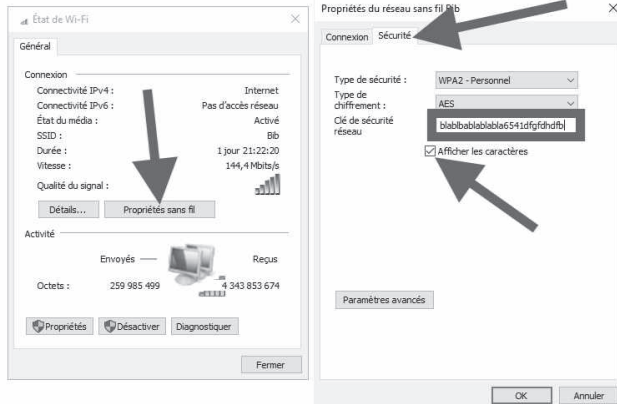 État de Wi-Fi
Général
Connexion
Connectivité IPv4 : Internet
Connectivité IPv6 : Pas d'accès réseau
État du média : Activé
SSID : Bib
Durée : 1 jour 21:22:20
Vitesse : 144,4 Mbits/s
Qualité du signal :
Détails... Propriétés sans fil
Activité
Envoyés Reçus
Octets : 259 985 499 4 343 853 674
Propriétés Désactiver Diagnostiquer
Fermer
Propriétés du réseau sans fil Bib
Connexion Sécurité
Type de sécurité : WPA2 - Personnel
Type de
chiffrement : AES
Clé de sécurité
réseau
blablbablablabla6541dfgfdhdfb
Afficher les caractères
Paramètres avancés
OK Annuler